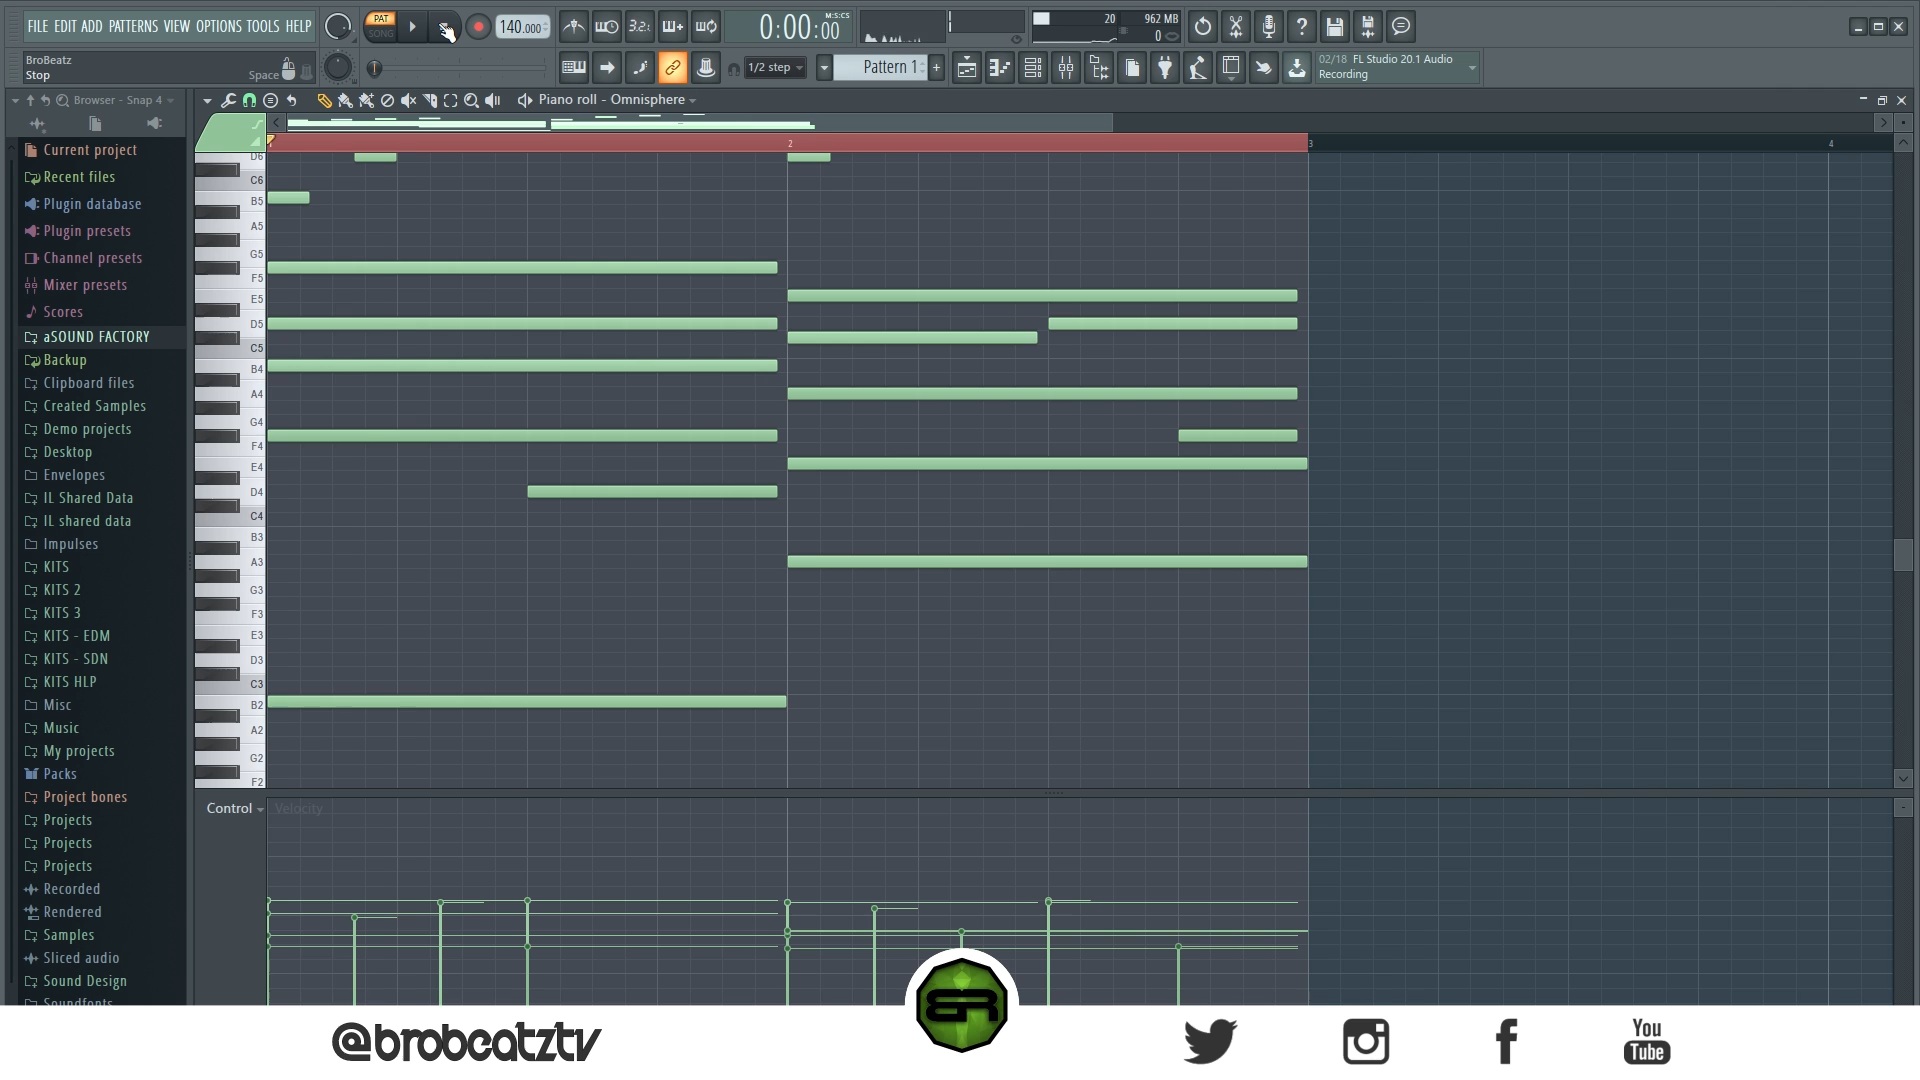 FILE EDIT ADD PATTERNS VIEW OPTIONS TOOLS HELP
PAT
SONG
140.000
3.2:
0:00:00
M:S:CS
20
962 MB
0
BroBeatz
Stop
Space
1/2 step
Pattern 1
02/18 FL Studio 20.1 Audio
Recording
Browser - Snap 4
Piano roll - Omnisphere
Current project
Recent files
Plugin database
Plugin presets
Channel presets
Mixer presets
Scores
aSOUND FACTORY
Backup
Clipboard files
Created Samples
Demo projects
Desktop
Envelopes
IL Shared Data
IL shared data
Impulses
KITS
KITS 2
KITS 3
KITS - EDM
KITS - SDN
KITS HLP
Misc
Music
My projects
Packs
Project bones
Projects
Projects
Projects
Recorded
Rendered
Samples
Sliced audio
Sound Design
Soundfonts
2
3
4
D6
C6
B5
A5
G5
F5
E5
D5
C5
B4
A4
G4
F4
E4
D4
C4
B3
A3
G3
F3
E3
D3
C3
B2
A2
G2
F2
Control
Velocity
@brobeatztv
BR
You
Tube